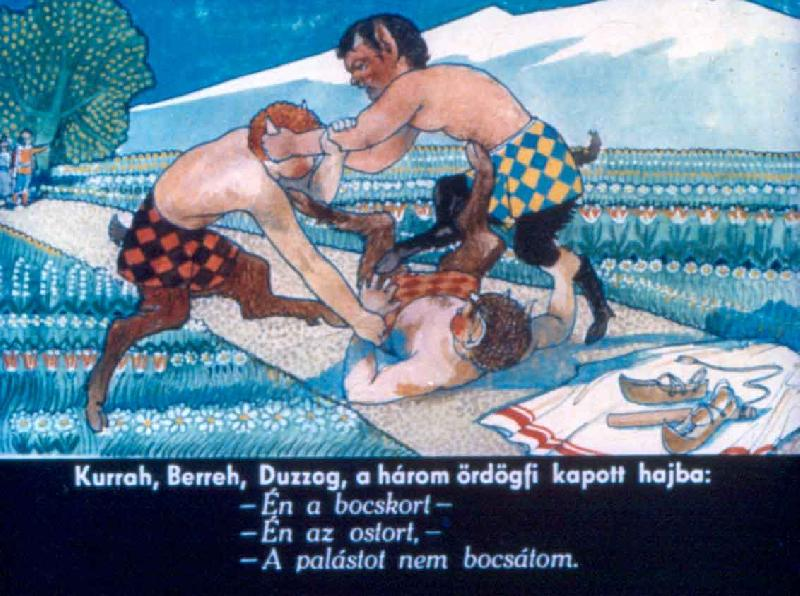 Kurrah, Berreh, Duzzog, a három ördögfi kapott hajba:
– Én a bocskort –
– Én az ostort, –
– A palástot nem bocsátom.